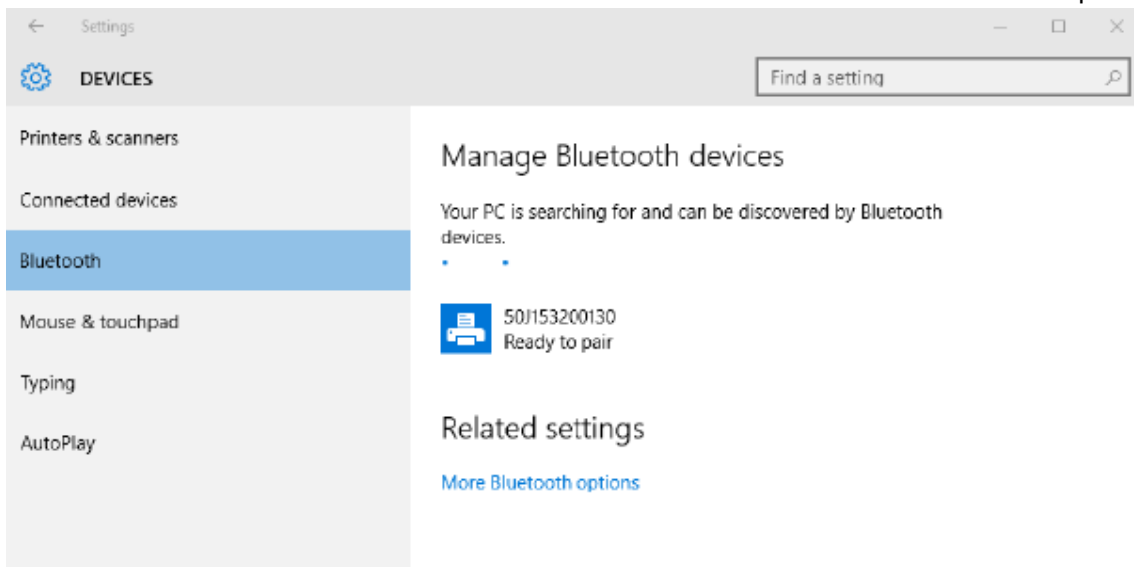 Settings
DEVICES
Find a setting
Printers & scanners
Connected devices
Bluetooth
Mouse & touchpad
Typing
AutoPlay
Manage Bluetooth devices
Your PC is searching for and can be discovered by Bluetooth
devices.
50J153200130
Ready to pair
Related settings
More Bluetooth options